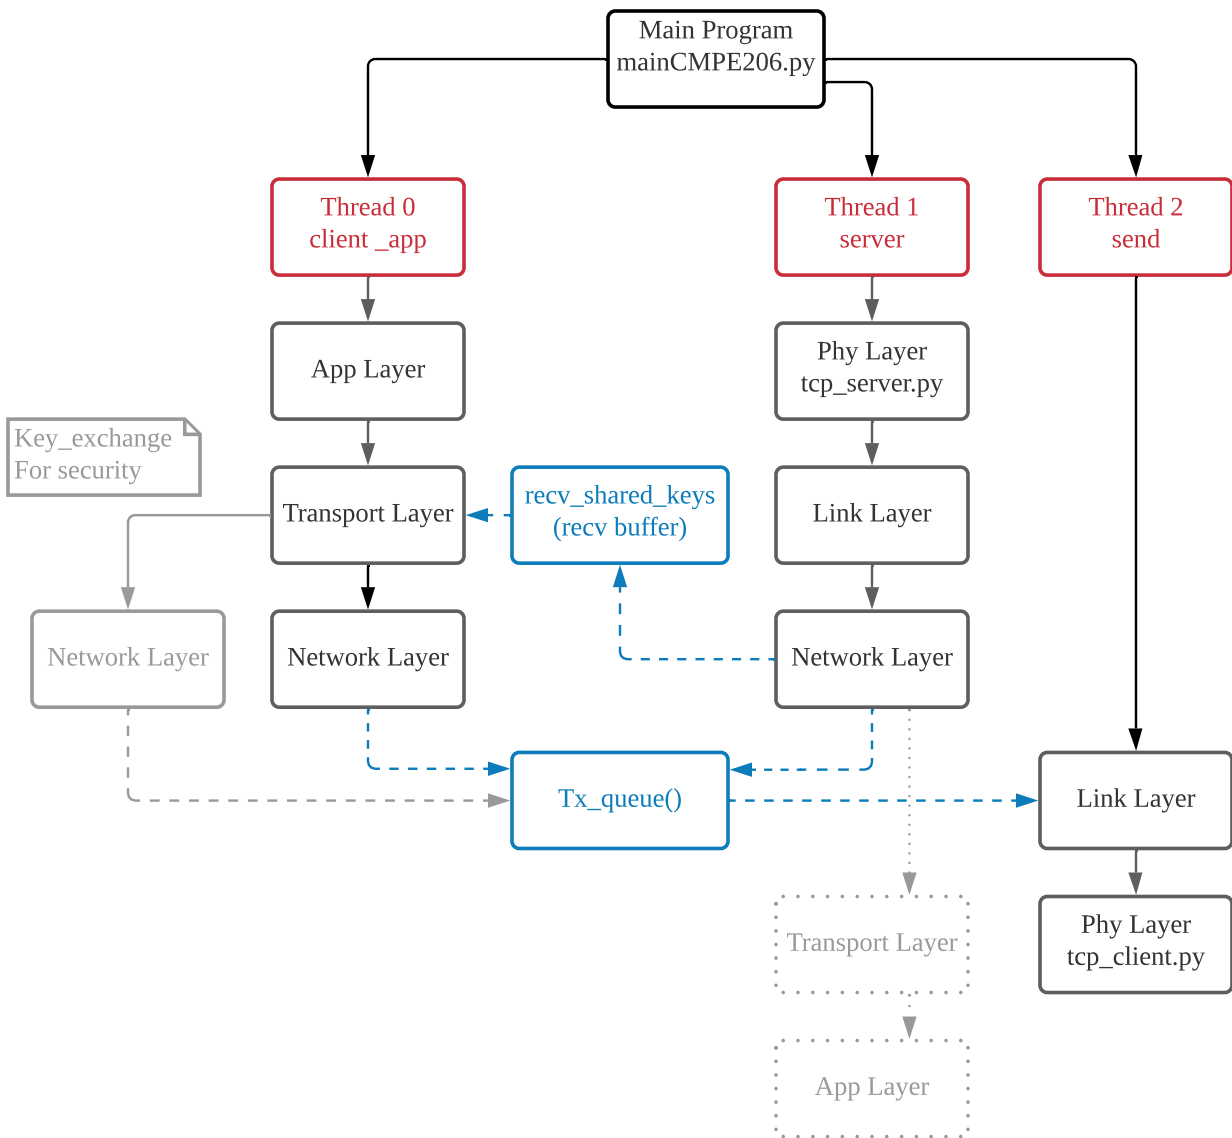 Main Program
mainCMPE206.py
Thread 0
client _app
Thread 1
server
Thread 2
send
App Layer
Phy Layer
tcp_server.py
Key_exchange
For security
Transport Layer
recv_shared_keys
(recv buffer)
Link Layer
Network Layer
Network Layer
Network Layer
Tx_queue()
Link Layer
Transport Layer
Phy Layer
tcp_client.py
App Layer